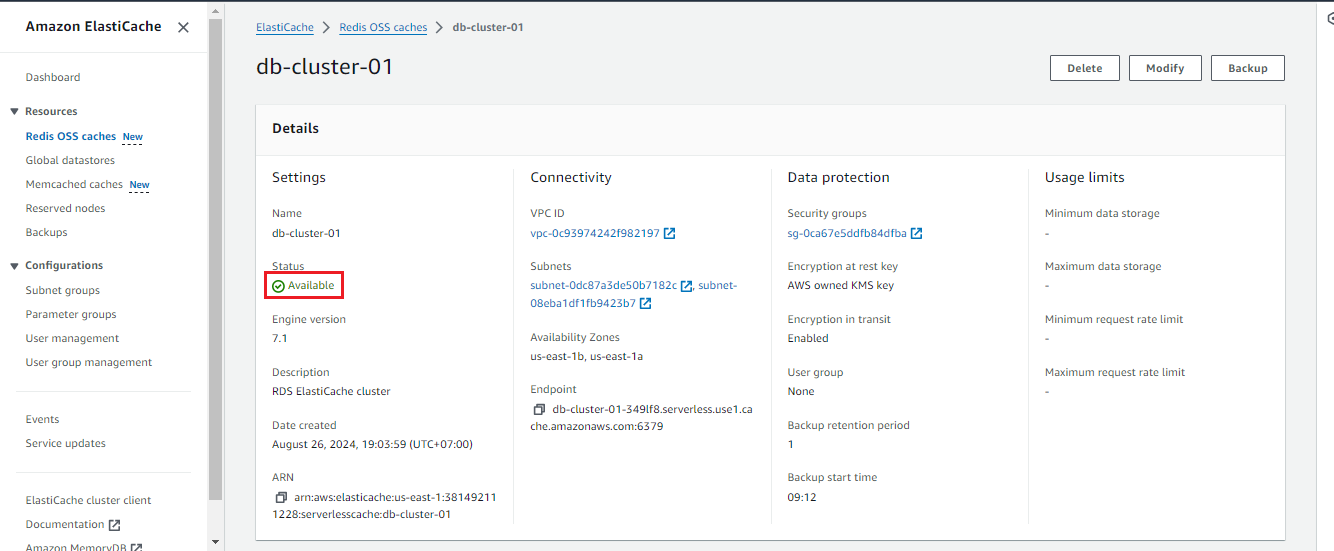 Amazon ElastiCache
Dashboard
Resources
Redis OSS caches New
Global datastores
Memcached caches New
Reserved nodes
Backups
Configurations
Subnet groups
Parameter groups
User management
User group management
Events
Service updates
ElastiCache cluster client
Documentation
Amazon MemoryDB
ElastiCache > Redis OSS caches > db-cluster-01
db-cluster-01
Delete Modify Backup
Details
Settings
Name
db-cluster-01
Status
Available
Engine version
7.1
Description
RDS ElastiCache cluster
Date created
August 26, 2024, 19:03:59 (UTC+07:00)
ARN
arn:aws:elasticache:us-east-1:38149211
1228:serverlesscache:db-cluster-01
Connectivity
VPC ID
vpc-0c93974242f982197
Subnets
subnet-0dc87a3de50b7182c , subnet-
08eba1df1fb9423b7
Availability Zones
us-east-1b, us-east-1a
Endpoint
db-cluster-01-349lf8.serverless.use1.ca
che.amazonaws.com:6379
Data protection
Security groups
sg-0ca67e5ddfb84dfba
Encryption at rest key
AWS owned KMS key
Encryption in transit
Enabled
User group
None
Backup retention period
1
Backup start time
09:12
Usage limits
Minimum data storage
-
Maximum data storage
-
Minimum request rate limit
-
Maximum request rate limit
-